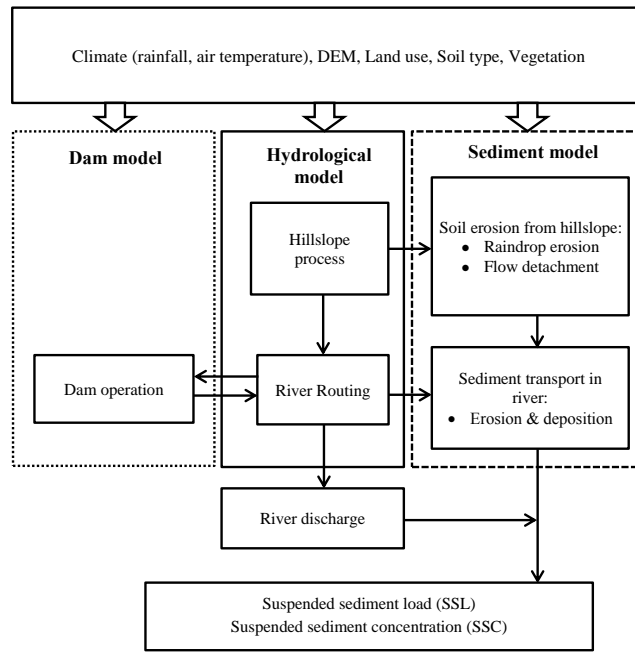 Climate (rainfall, air temperature), DEM, Land use, Soil type, Vegetation
Dam model
Hydrological
model
Sediment model
Hillslope
process
Soil erosion from hillslope:
• Raindrop erosion
• Flow detachment
Dam operation
River Routing
Sediment transport in
river:
• Erosion & deposition
River discharge
Suspended sediment load (SSL)
Suspended sediment concentration (SSC)